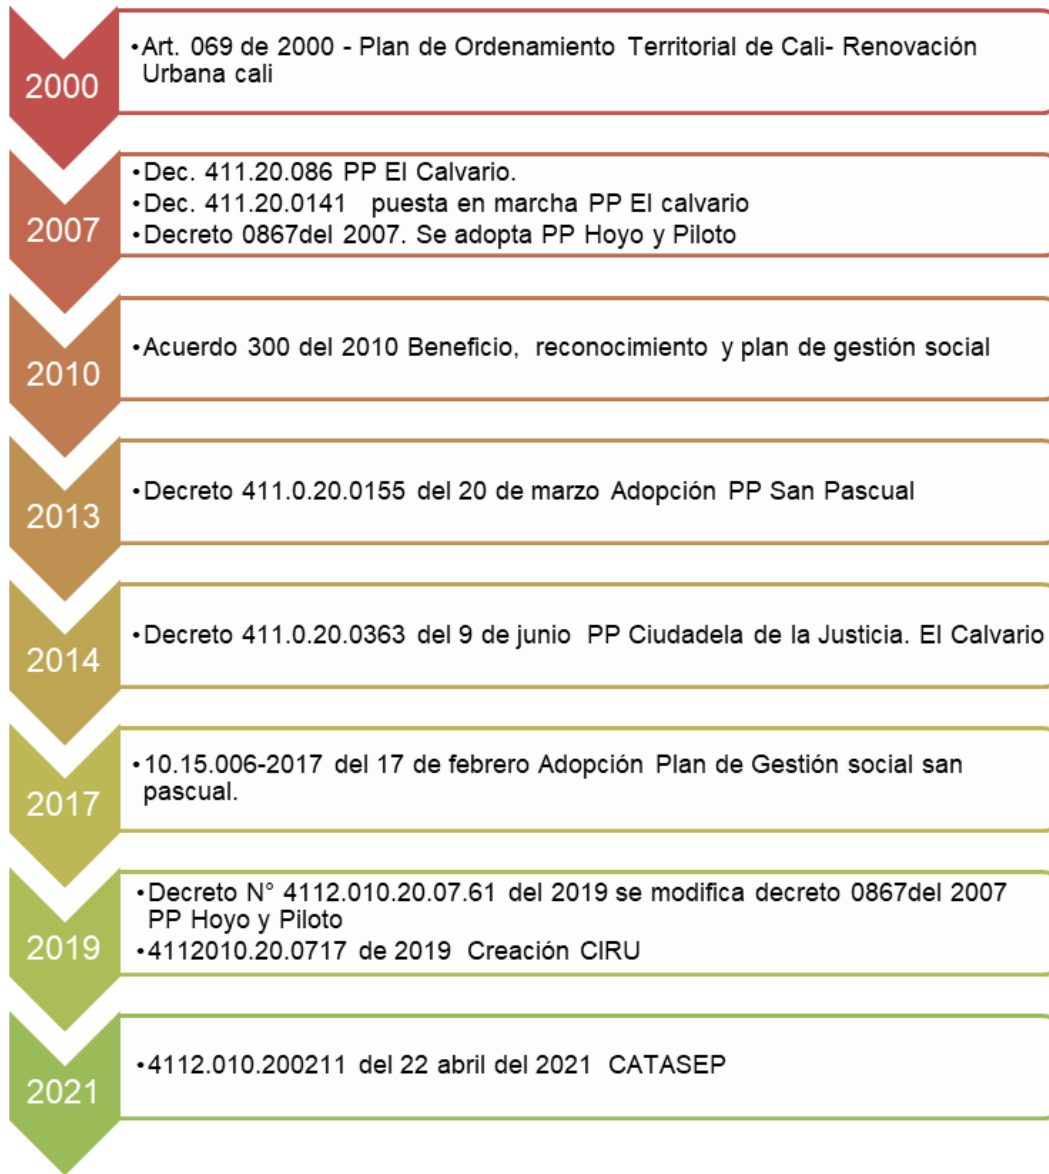 2000
•Art. 069 de 2000 - Plan de Ordenamiento Territorial de Cali- Renovación
Urbana cali
2007
•Dec. 411.20.086 PP El Calvario.
•Dec. 411.20.0141 puesta en marcha PP El calvario
•Decreto 0867del 2007. Se adopta PP Hoyo y Piloto
2010
•Acuerdo 300 del 2010 Beneficio, reconocimiento y plan de gestión social
2013
•Decreto 411.0.20.0155 del 20 de marzo Adopción PP San Pascual
2014
•Decreto 411.0.20.0363 del 9 de junio PP Ciudadela de la Justicia. El Calvario
2017
•10.15.006-2017 del 17 de febrero Adopción Plan de Gestión social san
pascual.
2019
•Decreto N° 4112.010.20.07.61 del 2019 se modifica decreto 0867del 2007
PP Hoyo y Piloto
•4112010.20.0717 de 2019 Creación CIRU
2021
•4112.010.200211 del 22 abril del 2021 CATASEP